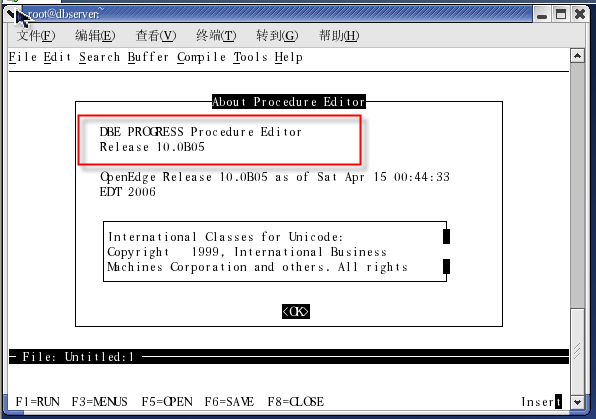 root@dbserver:~
文件(F) 编辑(E) 查看(V) 终端(T) 转到(G) 帮助(H)
File Edit Search Buffer Compile Tools Help
About Procedure Editor
DBE PROGRESS Procedure Editor
Release 10.0B05
OpenEdge Release 10.0B05 as of Sat Apr 15 00:44:33
EDT 2006
International Classes for Unicode:
Copyright 1999, International Business
Machines Corporation and others. All rights
<OK>
File: Untitled:1
F1=RUN F3=MENUS F5=OPEN F6=SAVE F8=CLOSE Insert